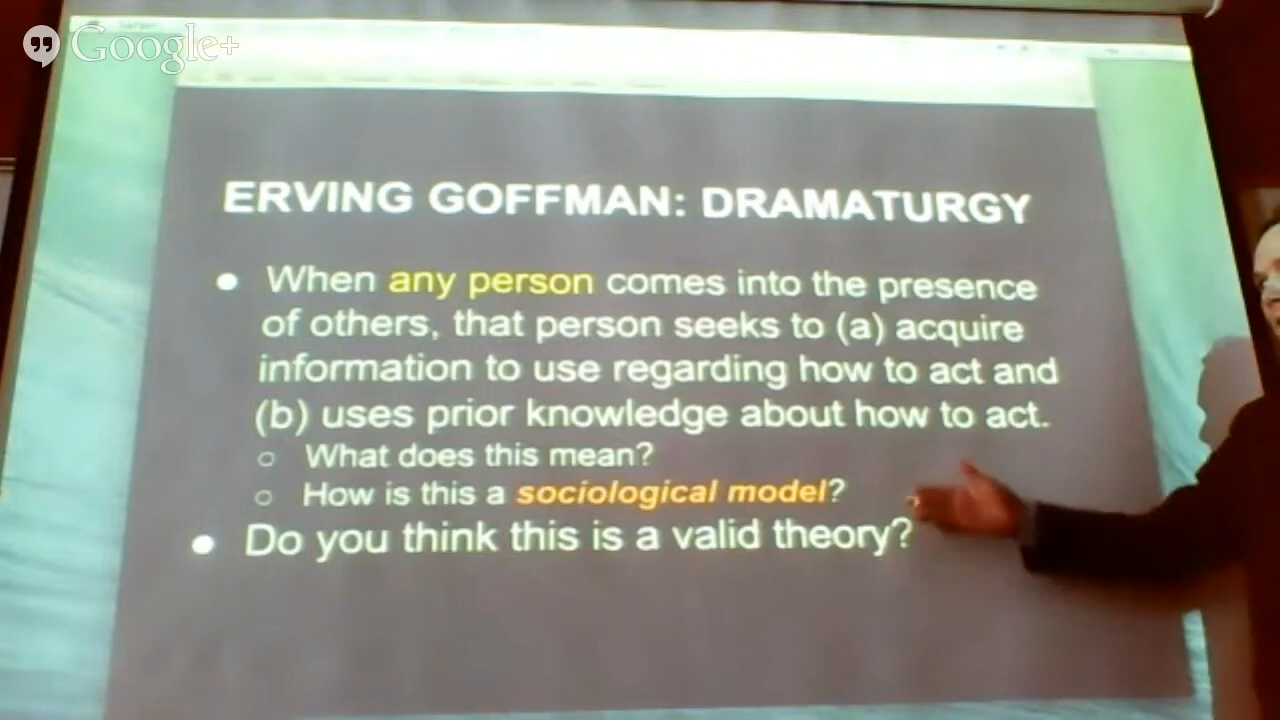 Google+
ERVING GOFFMAN: DRAMATURGY
● When any person comes into the presence
of others, that person seeks to (a) acquire
information to use regarding how to act and
(b) uses prior knowledge about how to act.
○ What does this mean?
○ How is this a sociological model?
● Do you think this is a valid theory?